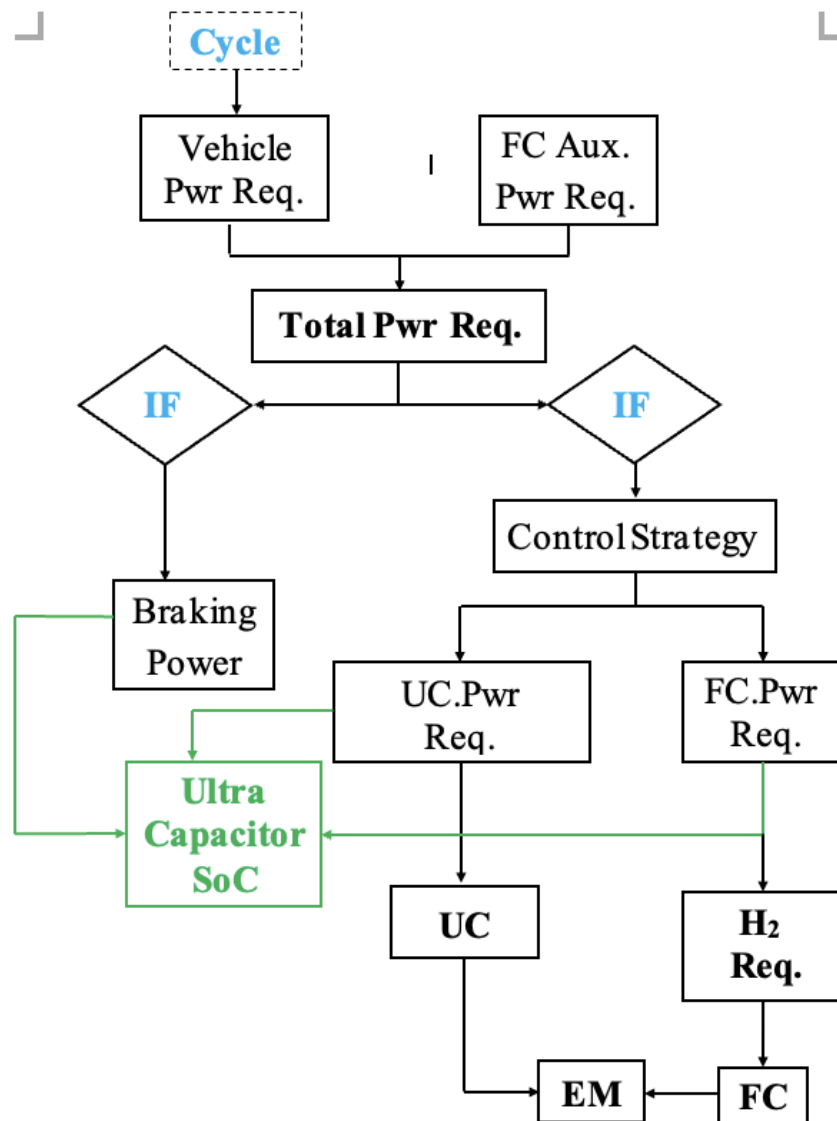 Cycle
Vehicle
Pwr Req.
FC Aux.
Pwr Req.
Total Pwr Req.
IF
IF
Control Strategy
Braking
Power
UC.Pwr
Req.
FC.Pwr
Req.
Ultra
Capacitor
SoC
UC
H₂
Req.
EM
FC